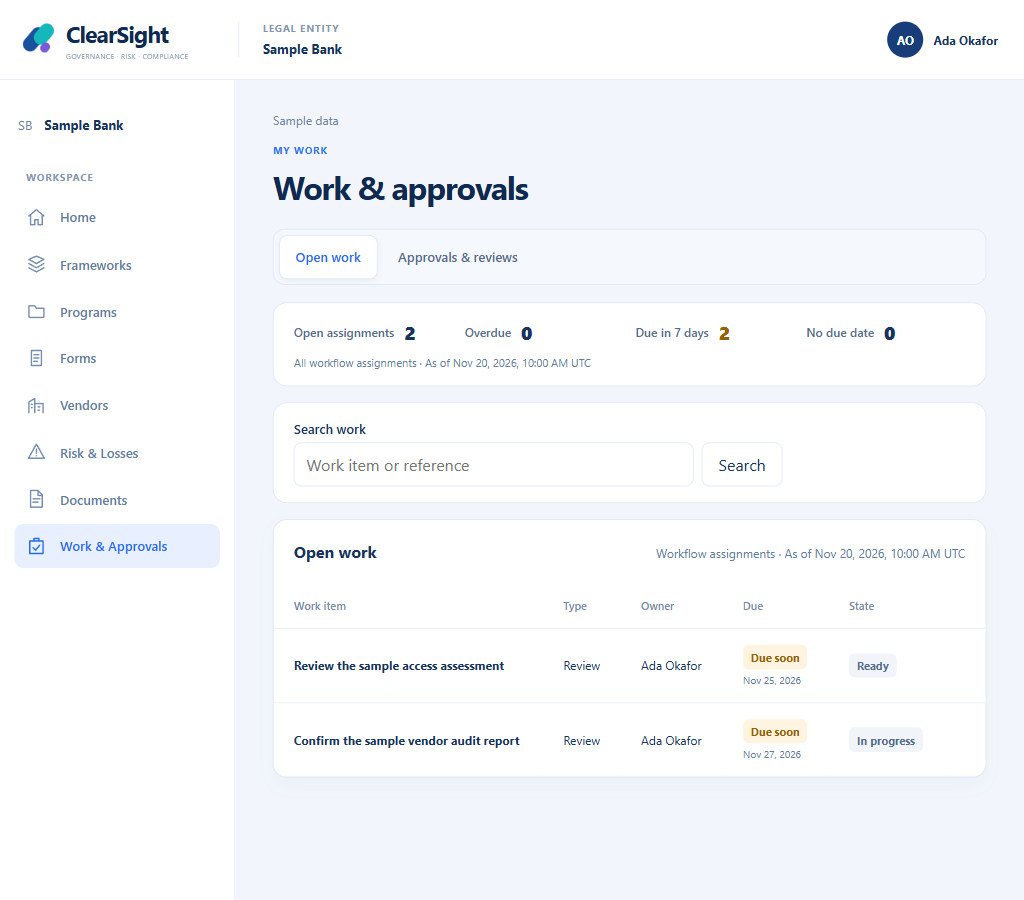 ClearSight
GOVERNANCE · RISK · COMPLIANCE
LEGAL ENTITY
Sample Bank
AO
Ada Okafor
SB
Sample Bank
WORKSPACE
Home
Frameworks
Programs
Forms
Vendors
Risk & Losses
Documents
Work & Approvals
Sample data
MY WORK
Work & approvals
Open work
Approvals & reviews
Open assignments 2
Overdue 0
Due in 7 days 2
No due date 0
All workflow assignments · As of Nov 20, 2026, 10:00 AM UTC
Search work
Work item or reference
Search
Open work
Workflow assignments · As of Nov 20, 2026, 10:00 AM UTC
Work item Type Owner Due State
Review the sample access assessment Review Ada Okafor Due soon Ready
Nov 25, 2026
Confirm the sample vendor audit report Review Ada Okafor Due soon In progress
Nov 27, 2026